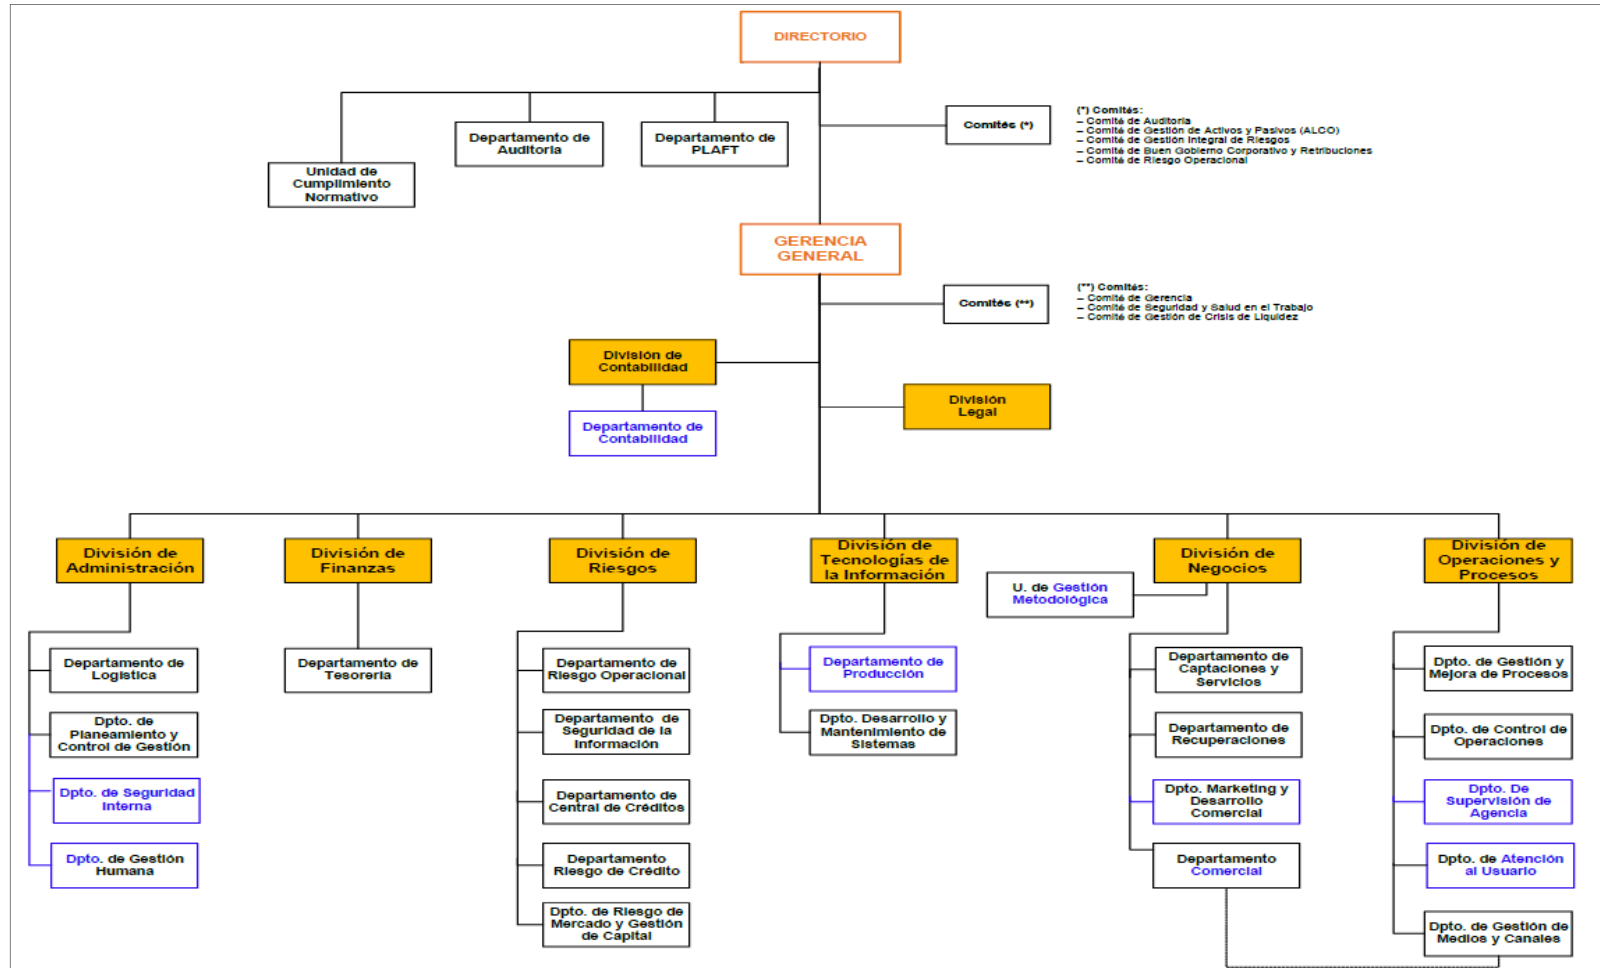 DIRECTORIO
Departamento de
Auditoria
Departamento de
PLAFT
Unidad de
Cumplimiento
Normativo
Comités (*)
(*) Comités:
– Comité de Auditoria
– Comité de Gestión de Activos y Pasivos (ALCO)
– Comité de Gestión Integral de Riesgos
– Comité de Buen Gobierno Corporativo y Retribuciones
– Comité de Riesgo Operacional
GERENCIA
GENERAL
Comités (**)
(**) Comités:
– Comité de Gerencia
– Comité de Seguridad y Salud en el Trabajo
– Comité de Gestión de Crisis de Liquidez
División de
Contabilidad
Departamento de
Contabilidad
División
Legal
División de
Administración
División de
Finanzas
División de
Riesgos
División de
Tecnologías de
la Información
División de
Negocios
División de
Operaciones y
Procesos
U. de Gestión
Metodológica
Departamento de
Logistica
Dpto. de
Planeamiento y
Control de Gestión
Dpto. de Seguridad
Interna
Dpto. de Gestión
Humana
Departamento de
Tesoreria
Departamento de
Riesgo Operacional
Departamento de
Seguridad de la
Información
Departamento de
Central de Créditos
Departamento
Riesgo de Crédito
Dpto. de Riesgo de
Mercado y Gestión
de Capital
Departamento de
Producción
Dpto. Desarrollo y
Mantenimiento de
Sistemas
Departamento de
Captaciones y
Servicios
Departamento de
Recuperaciones
Dpto. Marketing y
Desarrollo
Comercial
Departamento
Comercial
Dpto. de Gestión y
Mejora de Procesos
Dpto. de Control de
Operaciones
Dpto. De
Supervisión de
Agencia
Dpto. de Atención
al Usuario
Dpto. de Gestión de
Medios y Canales